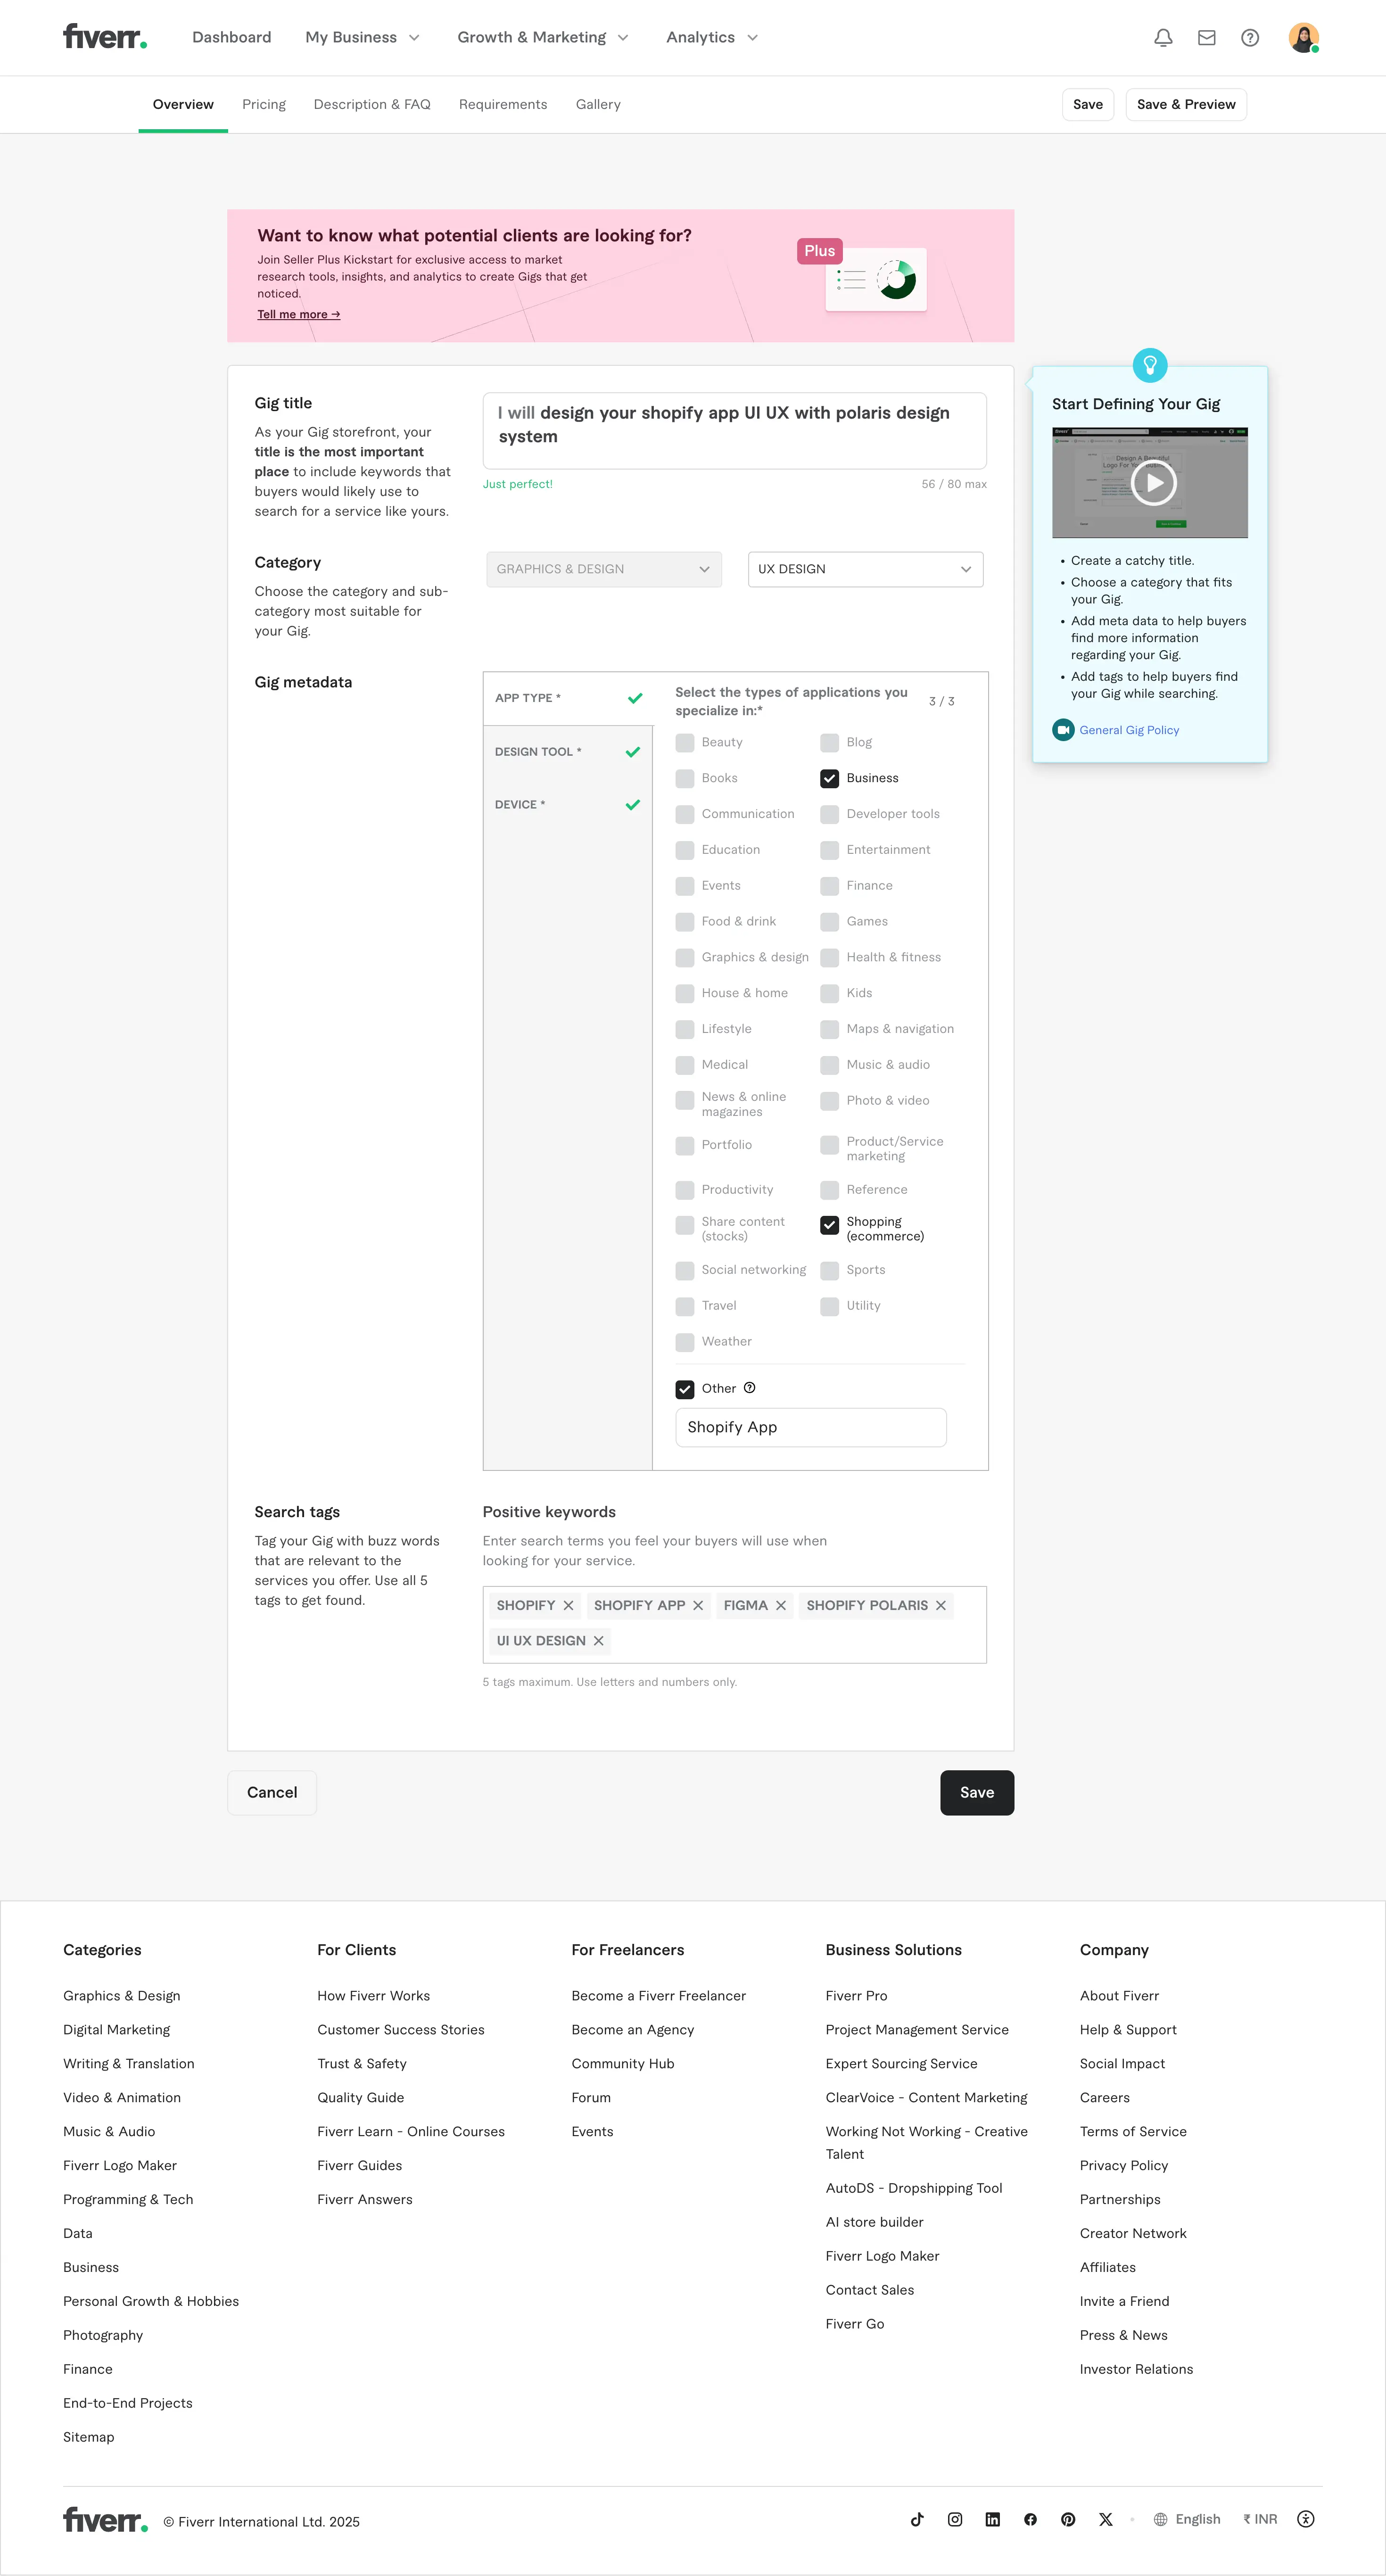 fiverr.
Dashboard
My Business
Growth & Marketing
Analytics
Overview
Pricing
Description & FAQ
Requirements
Gallery
Save
Save & Preview
Want to know what potential clients are looking for?
Join Seller Plus Kickstart for exclusive access to market
research tools, insights, and analytics to create Gigs that get
noticed.
Tell me more →
Plus
Gig title
As your Gig storefront, your
title is the most important
place to include keywords that
buyers would likely use to
search for a service like yours.
I will design your shopify app UI UX with polaris design
system
Just perfect!
56 / 80 max
Category
Choose the category and sub-
category most suitable for
your Gig.
GRAPHICS & DESIGN
UX DESIGN
Gig metadata
APP TYPE *
DESIGN TOOL *
DEVICE *
Select the types of applications you
specialize in:*
3 / 3
Beauty
Blog
Books
Business
Communication
Developer tools
Education
Entertainment
Events
Finance
Food & drink
Games
Graphics & design
Health & fitness
House & home
Kids
Lifestyle
Maps & navigation
Medical
Music & audio
News & online
magazines
Photo & video
Portfolio
Product/Service
marketing
Productivity
Reference
Share content
(stocks)
Shopping
(ecommerce)
Social networking
Sports
Travel
Utility
Weather
Other
Shopify App
Search tags
Tag your Gig with buzz words
that are relevant to the
services you offer. Use all 5
tags to get found.
Positive keywords
Enter search terms you feel your buyers will use when
looking for your service.
SHOPIFY
SHOPIFY APP
FIGMA
SHOPIFY POLARIS
UI UX DESIGN
5 tags maximum. Use letters and numbers only.
Start Defining Your Gig
Design A Beautiful
• Create a catchy title.
• Choose a category that fits
your Gig.
• Add meta data to help buyers
find more information
regarding your Gig.
• Add tags to help buyers find
your Gig while searching.
General Gig Policy
Cancel
Save
Categories
Graphics & Design
Digital Marketing
Writing & Translation
Video & Animation
Music & Audio
Fiverr Logo Maker
Programming & Tech
Data
Business
Personal Growth & Hobbies
Photography
Finance
End-to-End Projects
Sitemap
For Clients
How Fiverr Works
Customer Success Stories
Trust & Safety
Quality Guide
Fiverr Learn - Online Courses
Fiverr Guides
Fiverr Answers
For Freelancers
Become a Fiverr Freelancer
Become an Agency
Community Hub
Forum
Events
Business Solutions
Fiverr Pro
Project Management Service
Expert Sourcing Service
ClearVoice - Content Marketing
Working Not Working - Creative
Talent
AutoDS - Dropshipping Tool
AI store builder
Fiverr Logo Maker
Contact Sales
Fiverr Go
Company
About Fiverr
Help & Support
Social Impact
Careers
Terms of Service
Privacy Policy
Partnerships
Creator Network
Affiliates
Invite a Friend
Press & News
Investor Relations
fiverr.
© Fiverr International Ltd. 2025
English
₹ INR